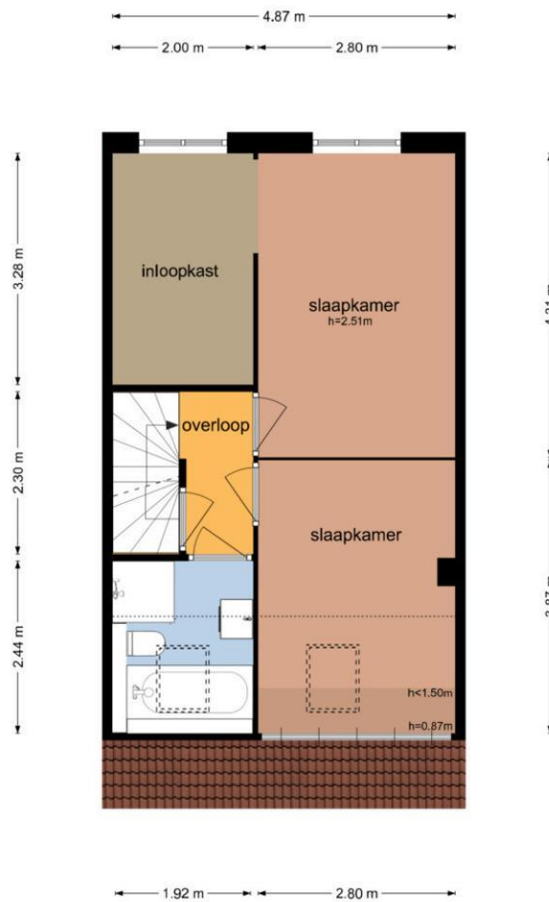 4.87 m
2.00 m
2.80 m
3.28 m
inloopkast
slaapkamer
h=2.51m
overloop
2.30 m
slaapkamer
2.44 m
h<1.50m
h=0.87m
1.92 m
2.80 m